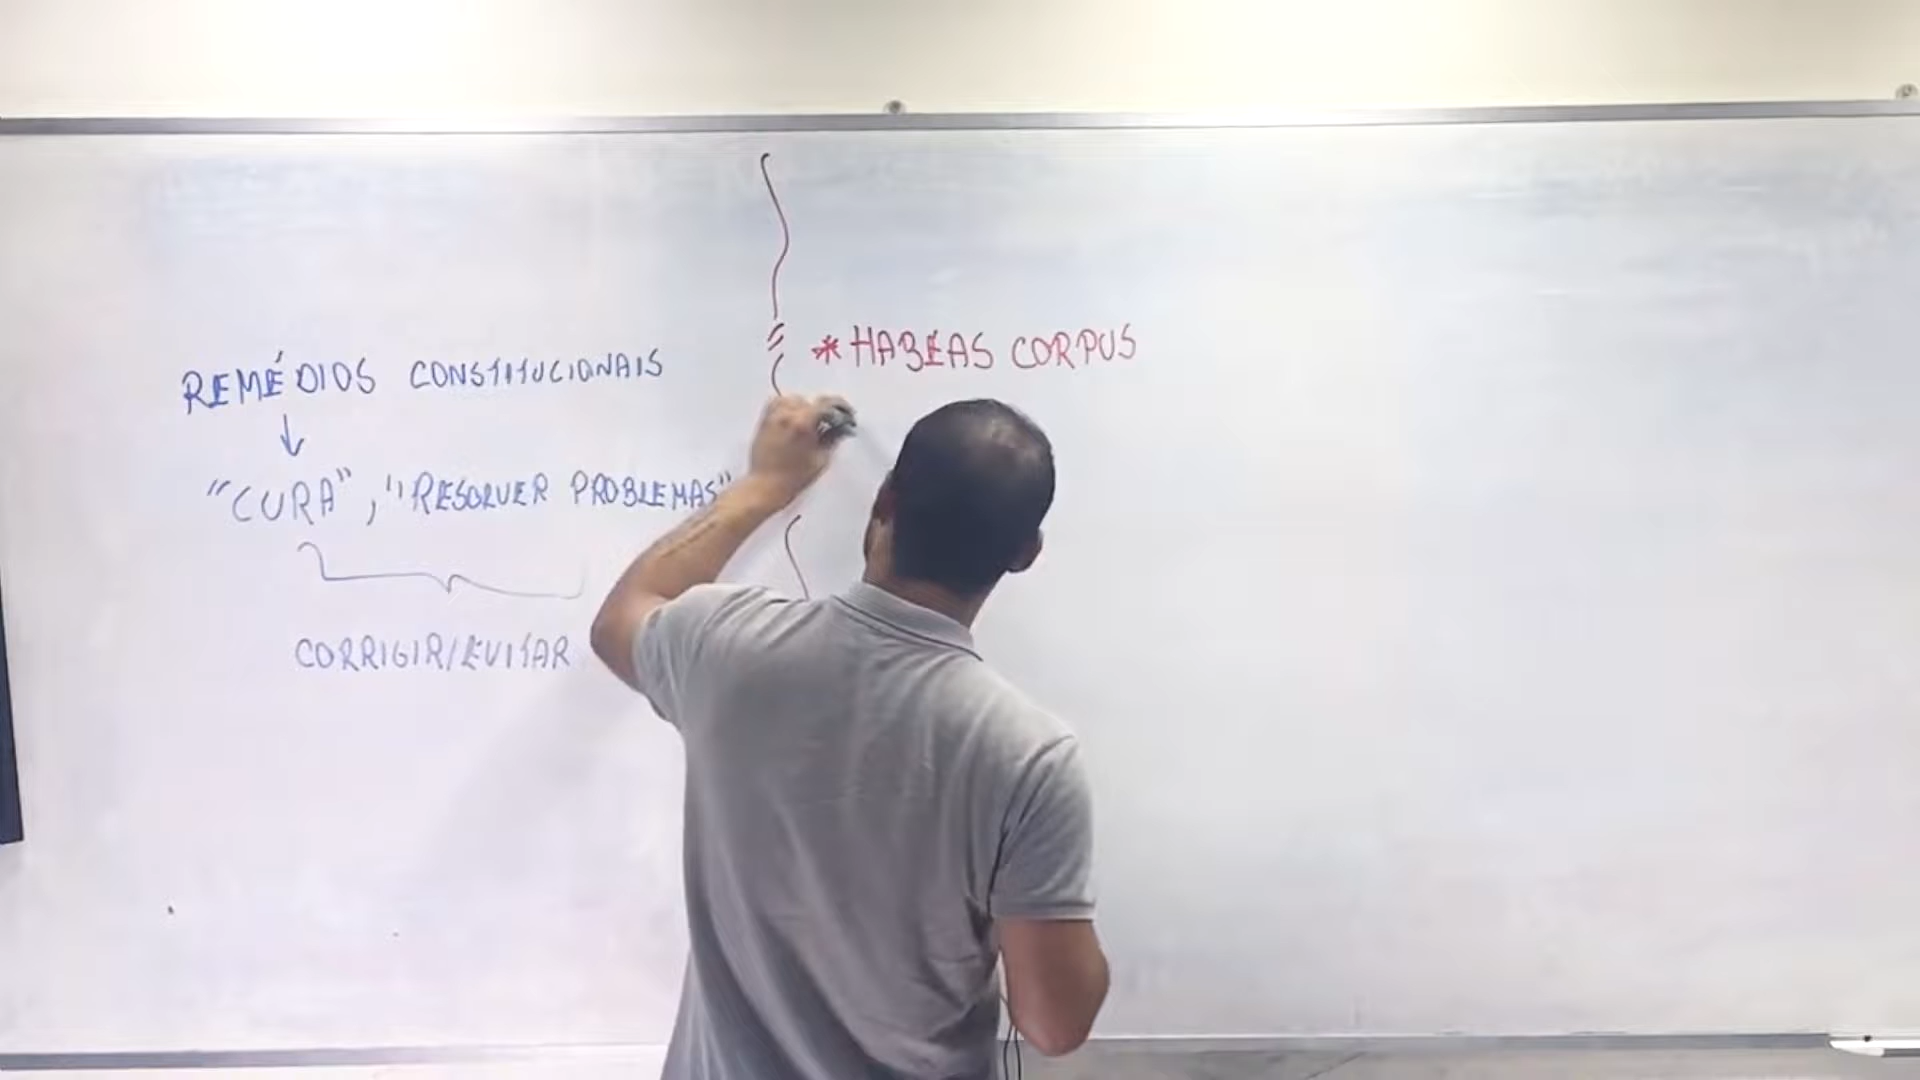 REMÉDIOS CONSTITUCIONAIS
↓
"CURA", "RESOLVER PROBLEMAS"
CORRIGIR/EVITAR
* HABEAS CORPUS